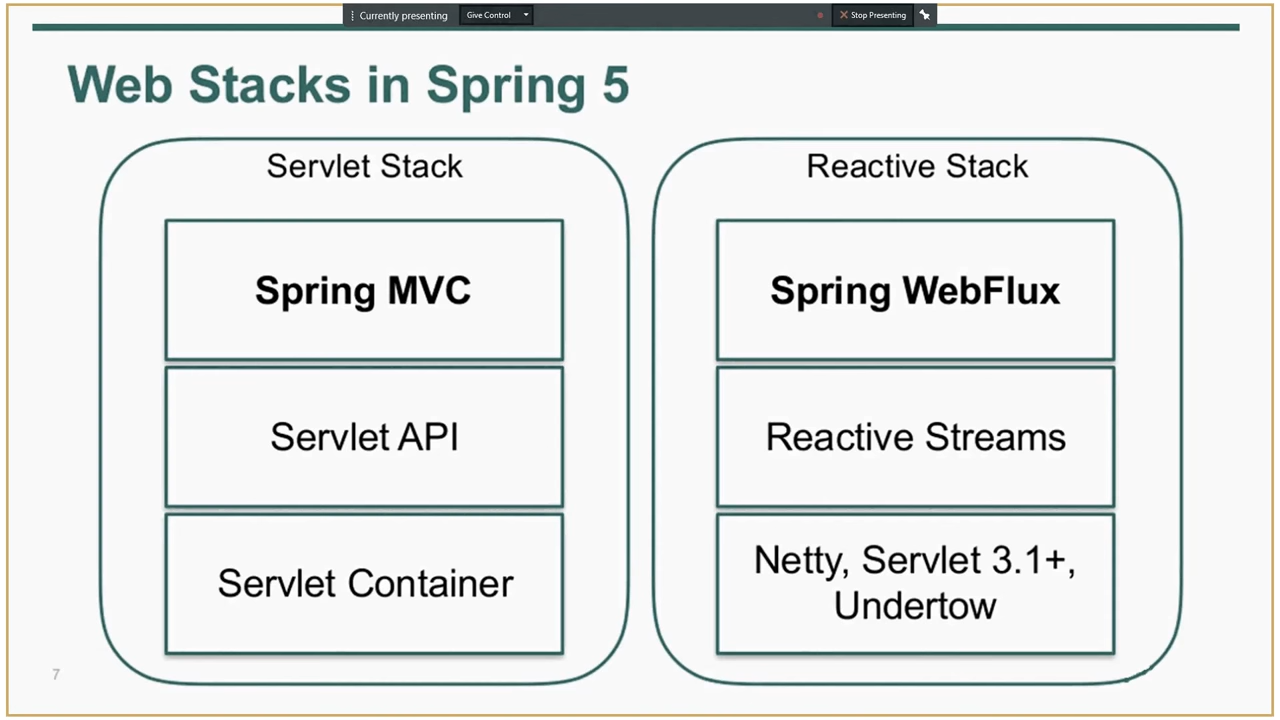 Currently presenting
Give Control
Stop Presenting
Web Stacks in Spring 5
Servlet Stack
Spring MVC
Servlet API
Servlet Container
Reactive Stack
Spring WebFlux
Reactive Streams
Netty, Servlet 3.1+,
Undertow
7